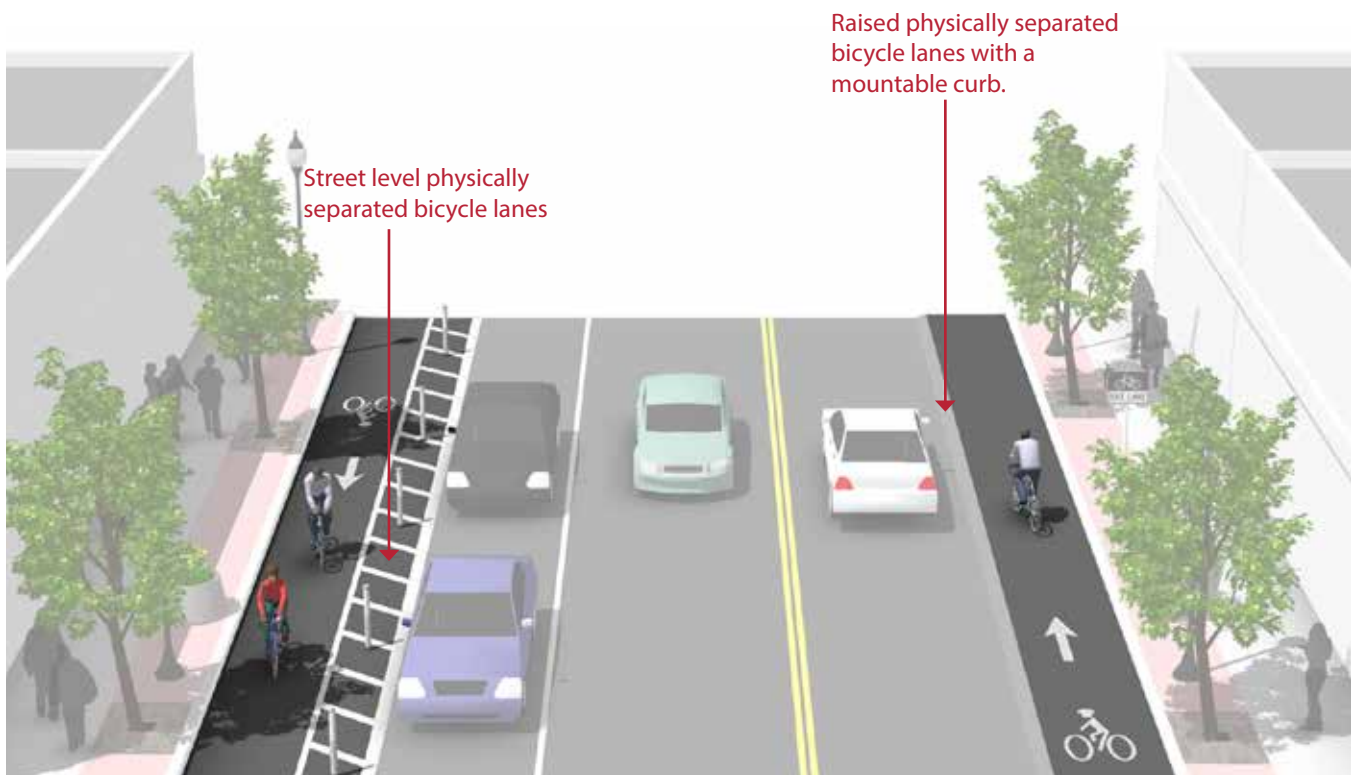 Raised physically separated
bicycle lanes with a
mountable curb.
Street level physically
separated bicycle lanes